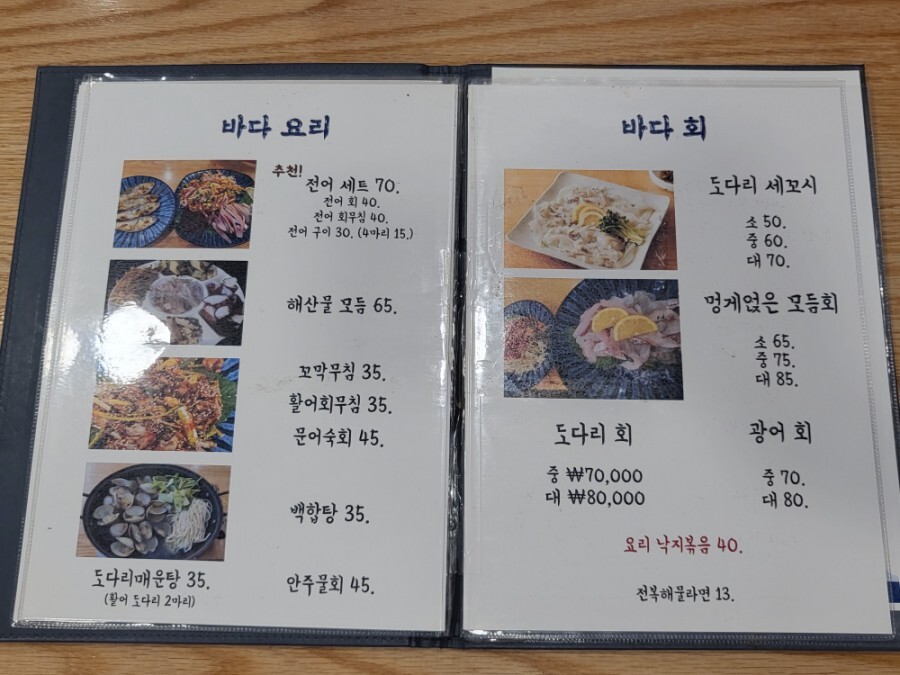 바다 요리
추천!
전어 세트 70.
전어 회 40.
전어 회무침 40.
전어 구이 30. (4마리 15.)
해산물 모듬 65.
꼬막무침 35.
활어회무침 35.
문어숙회 45.
백합탕 35.
도다리매운탕 35.
(활어 도다리 2마리)
안주물회 45.
바다 회
도다리 세꼬시
소 50.
중 60.
대 70.
멍게얹은 모듬회
소 65.
중 75.
대 85.
도다리 회
중 ₩70,000
대 ₩80,000
광어 회
중 70.
대 80.
요리 낙지볶음 40.
전복해물라면 13.